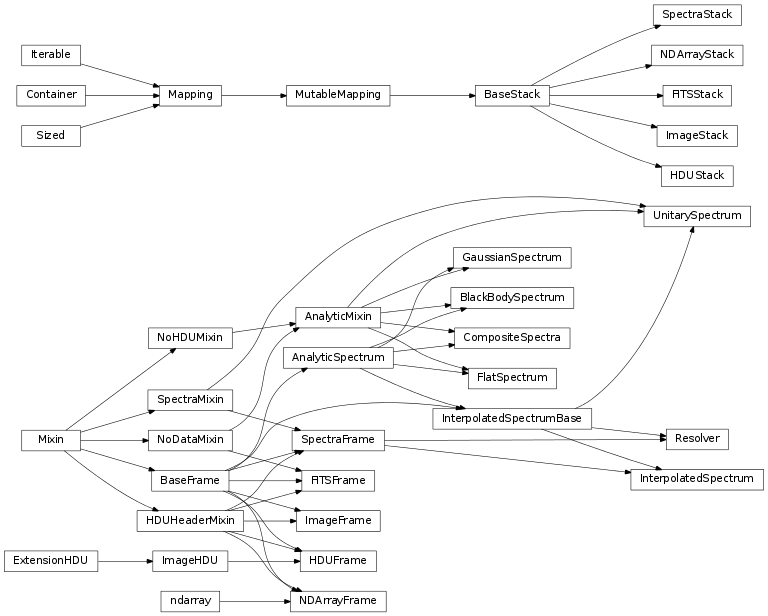 SpectraStack
Iterable
NDArrayStack
Container
Mapping
MutableMapping
BaseStack
FITSStack
Sized
ImageStack
HDUStack
UnitarySpectrum
GaussianSpectrum
BlackBodySpectrum
AnalyticMixin
NoHDUMixin
CompositeSpectra
AnalyticSpectrum
FlatSpectrum
SpectraMixin
InterpolatedSpectrumBase
Mixin
NoDataMixin
SpectraFrame
Resolver
BaseFrame
FITSFrame
InterpolatedSpectrum
HDUHeaderMixin
ImageFrame
ExtensionHDU
ImageHDU
HDUFrame
ndarray
NDArrayFrame